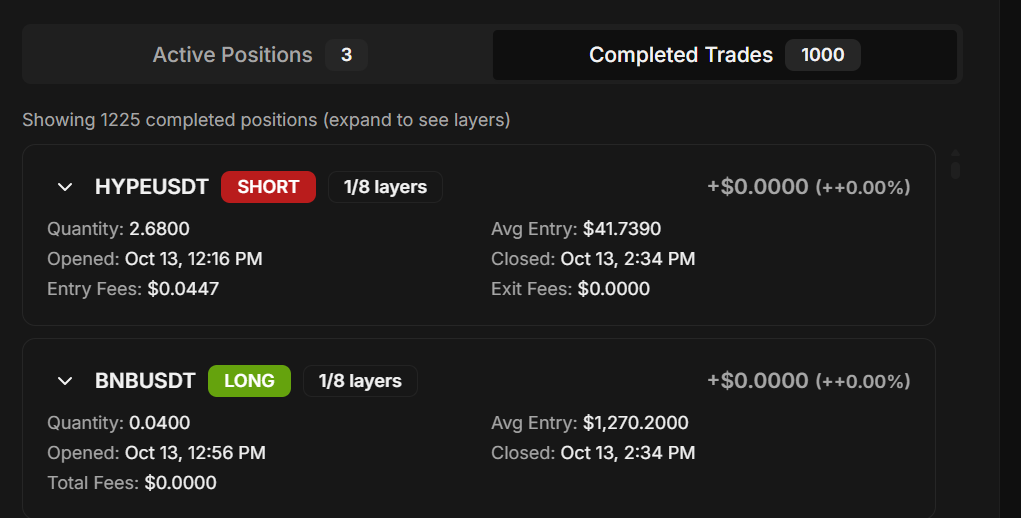 Active Positions 3 Completed Trades 1000
Showing 1225 completed positions (expand to see layers)
HYPEUSDT SHORT 1/8 layers +$0.0000 (++0.00%)
Quantity: 2.6800 Avg Entry: $41.7390
Opened: Oct 13, 12:16 PM Closed: Oct 13, 2:34 PM
Entry Fees: $0.0447 Exit Fees: $0.0000
BNBUSDT LONG 1/8 layers +$0.0000 (++0.00%)
Quantity: 0.0400 Avg Entry: $1,270.2000
Opened: Oct 13, 12:56 PM Closed: Oct 13, 2:34 PM
Total Fees: $0.0000